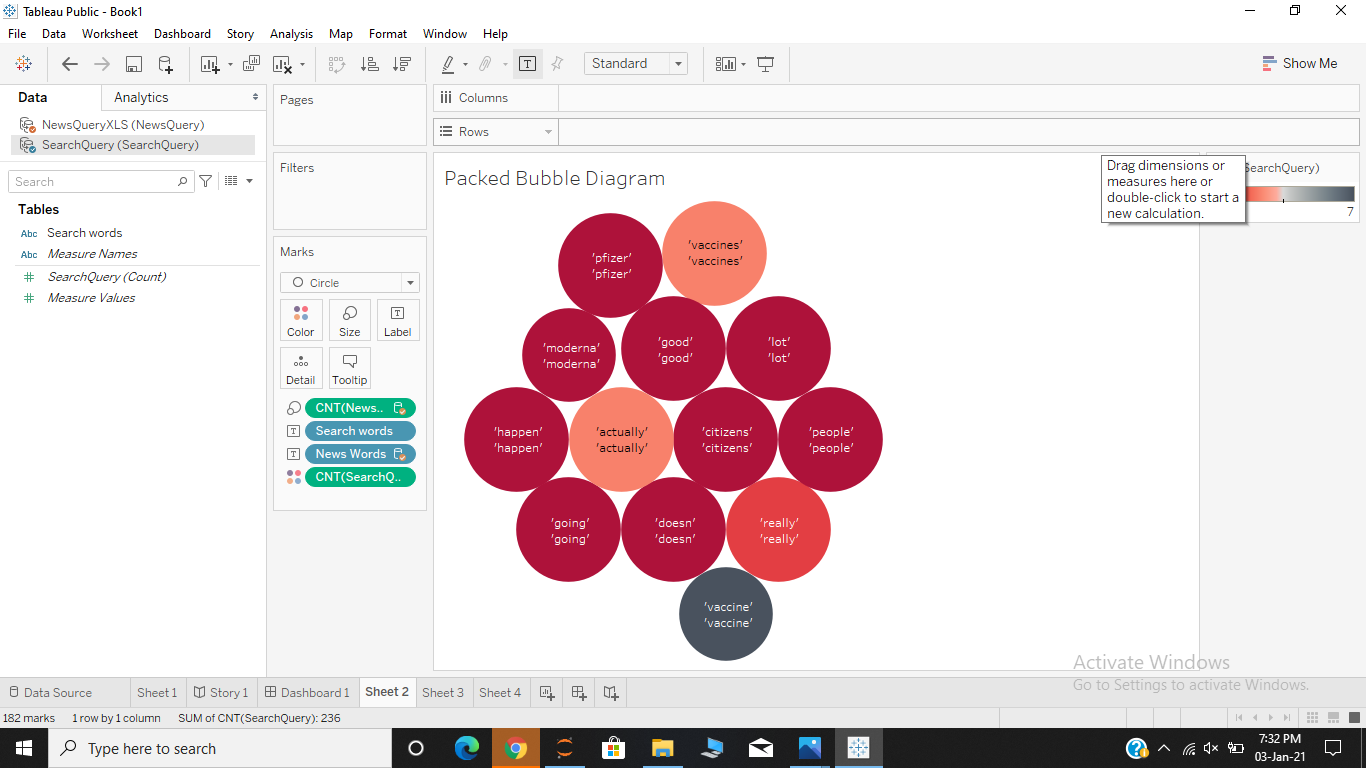 Tableau Public - Book1
File Data Worksheet Dashboard Story Analysis Map Format Window Help
Standard
Show Me
Data Analytics
NewsQueryXLS (NewsQuery)
SearchQuery (SearchQuery)
Search
Tables
Abc Search words
Abc Measure Names
# SearchQuery (Count)
# Measure Values
Pages
Filters
Marks
Circle
Color Size Label
Detail Tooltip
CNT(News..
Search words
News Words
CNT(SearchQ..
Columns
Rows
Packed Bubble Diagram
'pfizer'
'pfizer'
'vaccines'
'vaccines'
'moderna'
'moderna'
'good'
'good'
'lot'
'lot'
'happen'
'happen'
'actually'
'actually'
'citizens'
'citizens'
'people'
'people'
'going'
'going'
'doesn'
'doesn'
'really'
'really'
'vaccine'
'vaccine'
Drag dimensions or
measures here or
double-click to start a
new calculation.
SearchQuery)
7
Activate Windows
Go to Settings to activate Windows.
Data Source Sheet 1 Story 1 Dashboard 1 Sheet 2 Sheet 3 Sheet 4
182 marks 1 row by 1 column SUM of CNT(SearchQuery): 236
Type here to search
7:32 PM
03-Jan-21